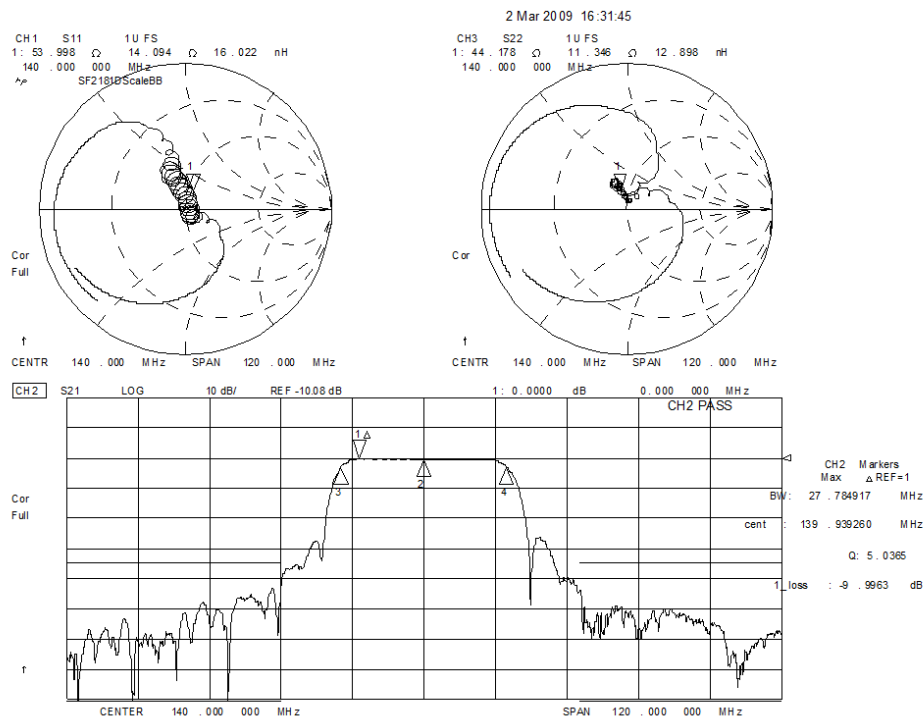 2 Mar 2009 16:31:45
CH1 S11 1 U FS
1: 53 .998 Ω 14 .094 Ω 16 .022 nH
140 .000 000 MHz
SF2181DScaleBB
CH3 S22 1 U FS
1: 44 .178 Ω 11 .346 Ω 12 .898 nH
140 .000 000 MHz
1
1
Cor
Full
Cor
↑
↑
CENTR 140 .000 MHz SPAN 120 .000 MHz
CENTR 140 .000 MHz SPAN 120 .000 MHz
CH2 S21 LOG 10 dB/ REF -10.08 dB 1: 0.0000 dB 0.000 000 MHz
CH2 PASS
1 Δ
3
2
4
Cor
Full
CH2 Markers
Max Δ REF=1
BW: 27 .784917 MHz
cent : 139 .939260 MHz
Q: 5.0365
1_loss : -9 .9963 dB
↑
CENTER 140 .000 000 MHz SPAN 120 .000 000 MHz